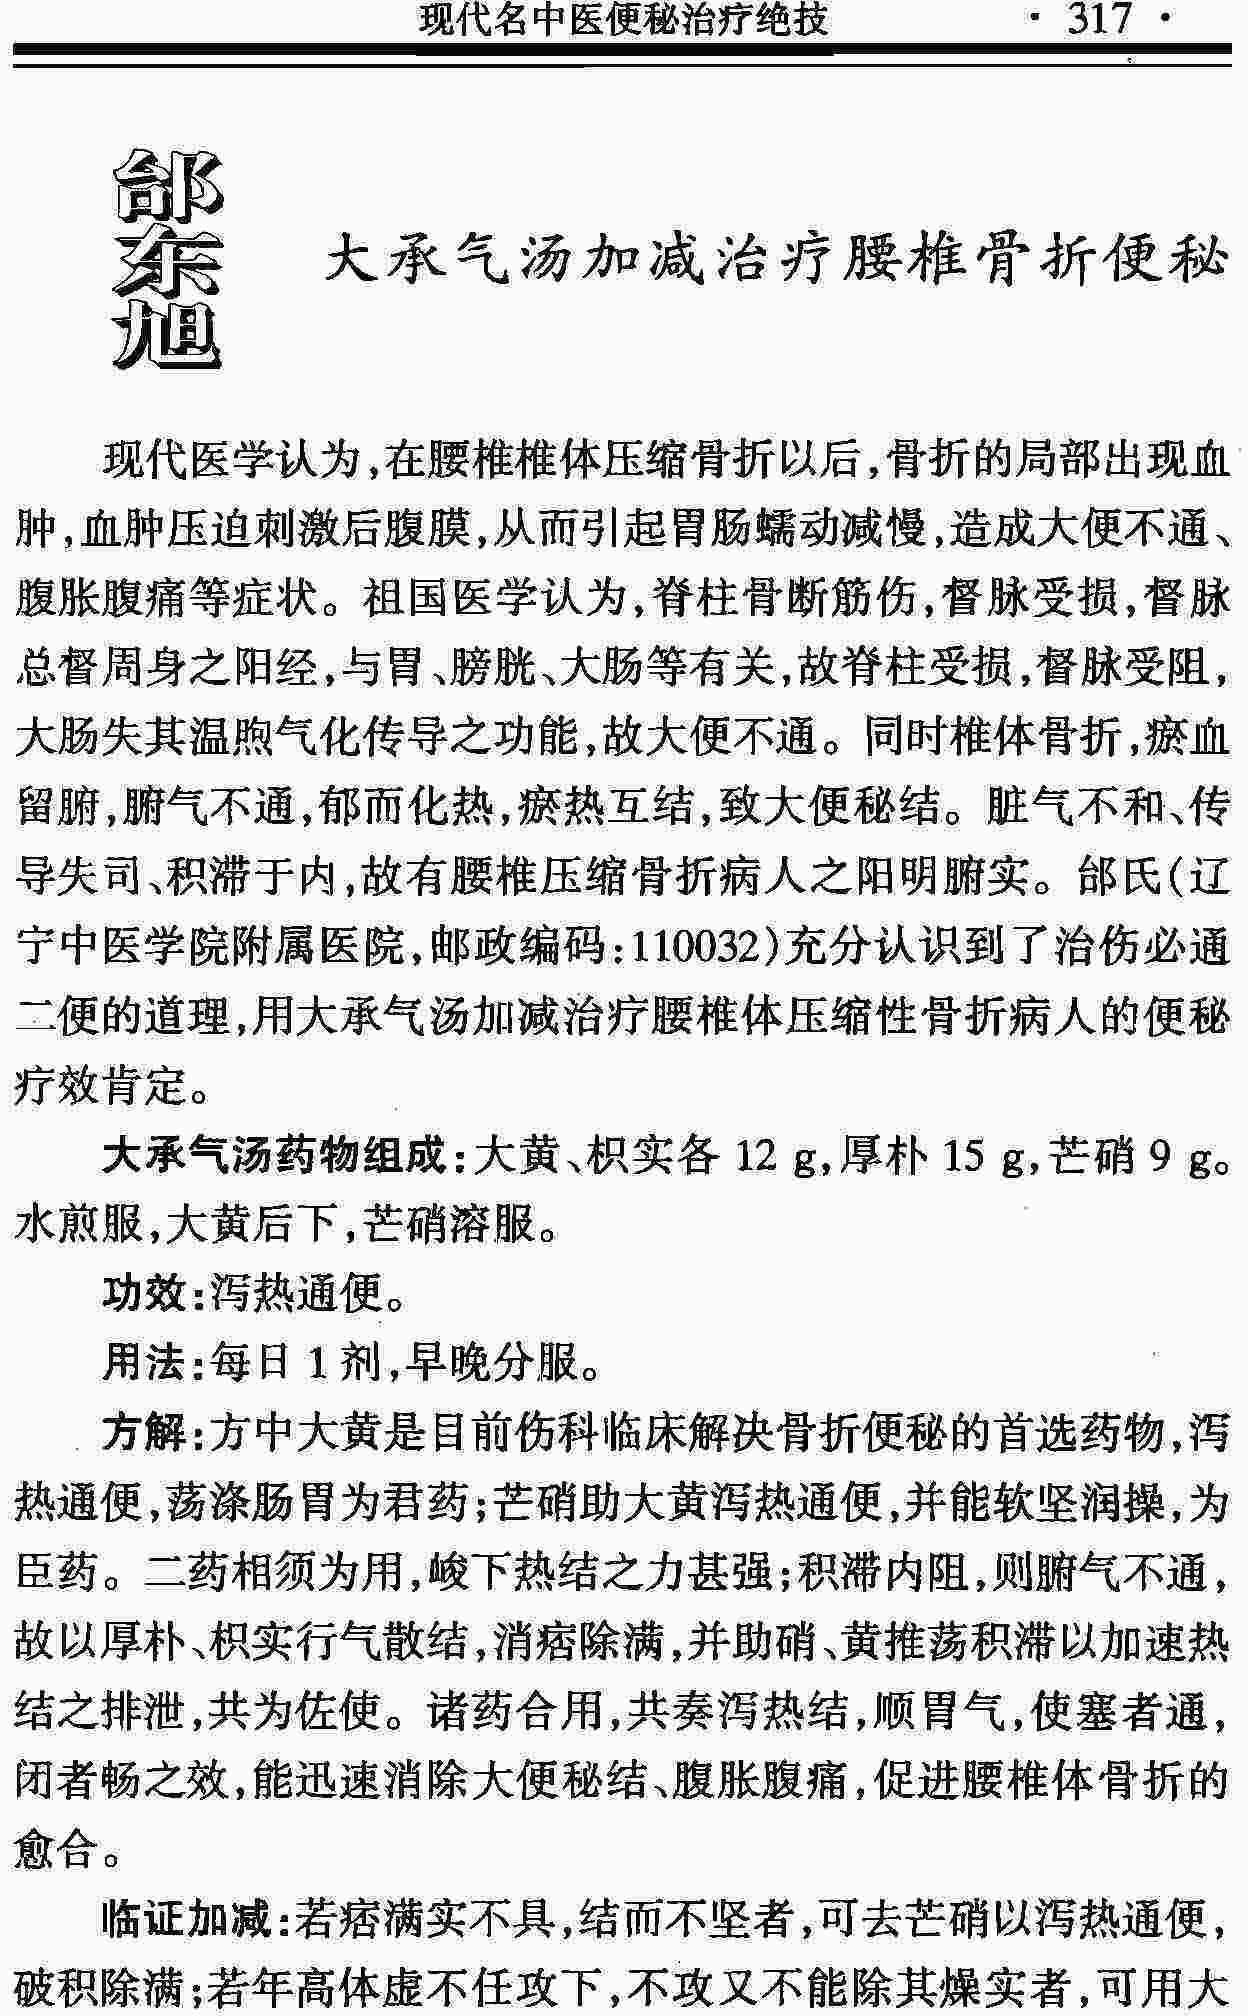 现代名中医便秘治疗绝技 · 317 ·
邰东旭
大承气汤加减治疗腰椎骨折便秘
现代医学认为,在腰椎椎体压缩骨折以后,骨折的局部出现血
肿,血肿压迫刺激后腹膜,从而引起胃肠蠕动减慢,造成大便不通、
腹胀腹痛等症状。祖国医学认为,脊柱骨断筋伤,督脉受损,督脉
总督周身之阳经,与胃、膀胱、大肠等有关,故脊柱受损,督脉受阻,
大肠失其温煦气化传导之功能,故大便不通。同时椎体骨折,瘀血
留腑,腑气不通,郁而化热,瘀热互结,致大便秘结。脏气不和、传
导失司、积滞于内,故有腰椎压缩骨折病人之阳明腑实。邰氏(辽
宁中医学院附属医院,邮政编码:110032)充分认识到了治伤必通
二便的道理,用大承气汤加减治疗腰椎体压缩性骨折病人的便秘
疗效肯定。
大承气汤药物组成:大黄、枳实各 12 g,厚朴 15 g,芒硝 9 g。
水煎服,大黄后下,芒硝溶服。
功效:泻热通便。
用法:每日 1 剂,早晚分服。
方解:方中大黄是目前伤科临床解决骨折便秘的首选药物,泻
热通便,荡涤肠胃为君药;芒硝助大黄泻热通便,并能软坚润操,为
臣药。二药相须为用,峻下热结之力甚强;积滞内阻,则腑气不通,
故以厚朴、枳实行气散结,消痞除满,并助硝、黄推荡积滞以加速热
结之排泄,共为佐使。诸药合用,共奏泻热结,顺胃气,使塞者通,
闭者畅之效,能迅速消除大便秘结、腹胀腹痛,促进腰椎体骨折的
愈合。
临证加减:若痞满实不具,结而不坚者,可去芒硝以泻热通便,
破积除满;若年高体虚不任攻下,不攻又不能除其燥实者,可用大